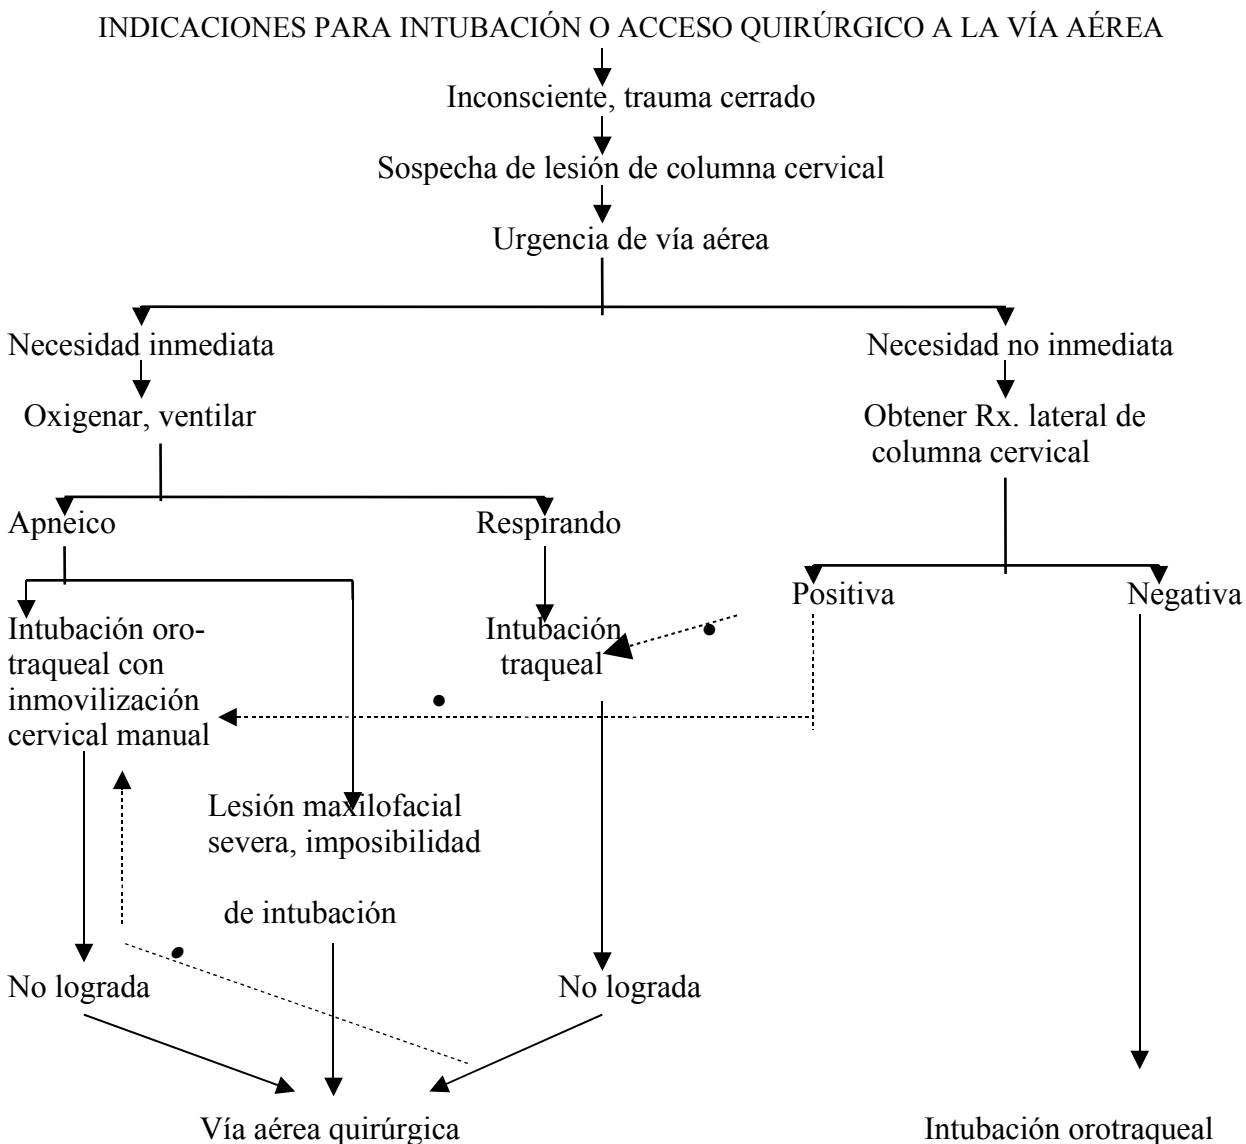 INDICACIONES PARA INTUBACIÓN O ACCESO QUIRÚRGICO A LA VÍA AÉREA
Inconsciente, trauma cerrado
Sospecha de lesión de columna cervical
Urgencia de vía aérea
Necesidad inmediata
Necesidad no inmediata
Oxigenar, ventilar
Obtener Rx. lateral de
columna cervical
Apneico
Respirando
Positiva
Negativa
Intubación oro-
traqueal con
inmovilización
cervical manual
Intubación
traqueal
Lesión maxilofacial
severa, imposibilidad
de intubación
No lograda
No lograda
Vía aérea quirúrgica
Intubación orotraqueal